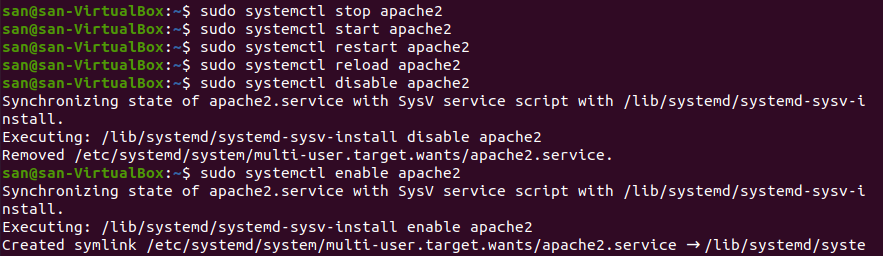 san@san-VirtualBox:~$ sudo systemctl stop apache2
san@san-VirtualBox:~$ sudo systemctl start apache2
san@san-VirtualBox:~$ sudo systemctl restart apache2
san@san-VirtualBox:~$ sudo systemctl reload apache2
san@san-VirtualBox:~$ sudo systemctl disable apache2
Synchronizing state of apache2.service with SysV service script with /lib/systemd/systemd-sysv-i
nstall.
Executing: /lib/systemd/systemd-sysv-install disable apache2
Removed /etc/systemd/system/multi-user.target.wants/apache2.service.
san@san-VirtualBox:~$ sudo systemctl enable apache2
Synchronizing state of apache2.service with SysV service script with /lib/systemd/systemd-sysv-i
nstall.
Executing: /lib/systemd/systemd-sysv-install enable apache2
Created symlink /etc/systemd/system/multi-user.target.wants/apache2.service → /lib/systemd/syste